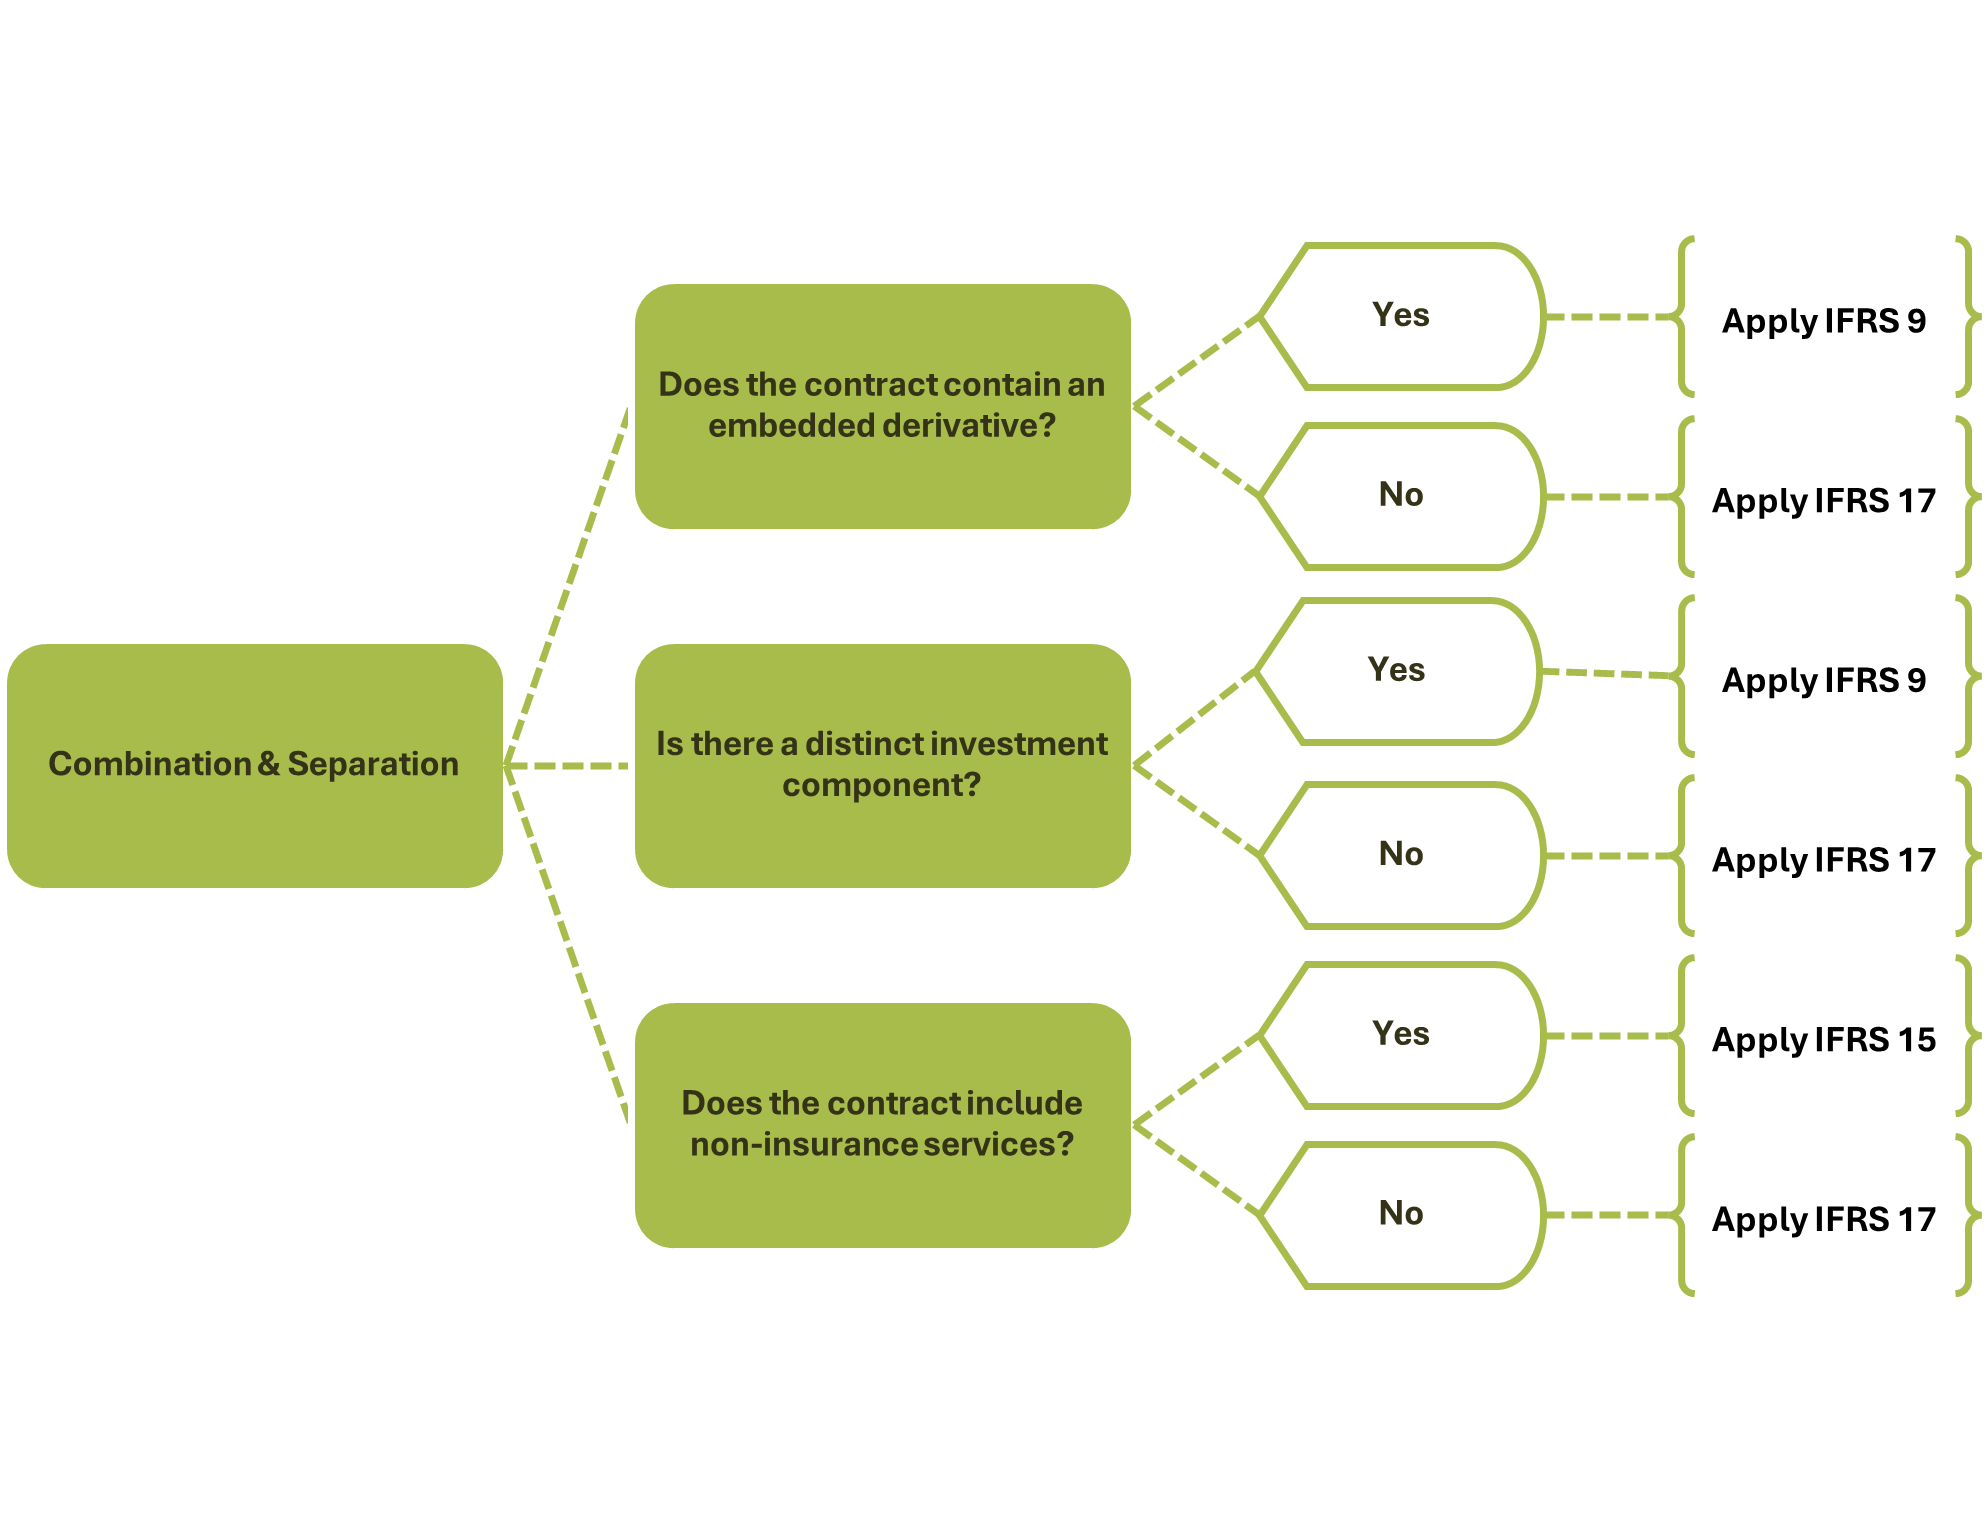 Combination & Separation
Does the contract contain an
embedded derivative?
Yes
Apply IFRS 9
No
Apply IFRS 17
Is there a distinct investment
component?
Yes
Apply IFRS 9
No
Apply IFRS 17
Does the contract include
non-insurance services?
Yes
Apply IFRS 15
No
Apply IFRS 17